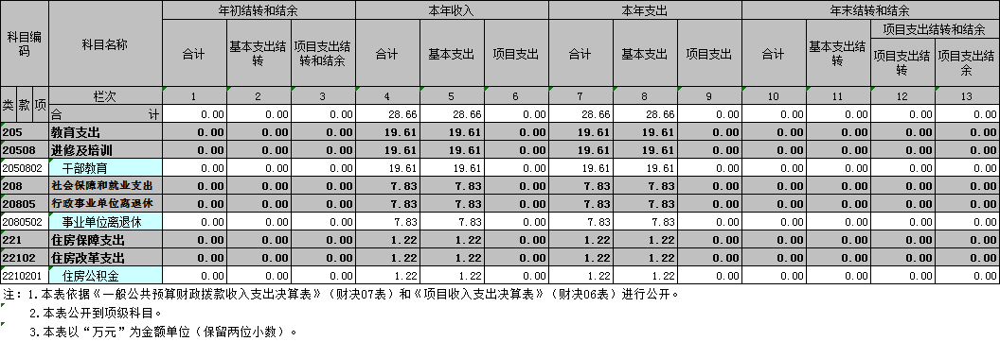 科目编码 科目名称 年初结转和结余 本年收入 本年支出 年末结转和结余
合计 基本支出结转 项目支出结转和结余 合计 基本支出 项目支出 合计 基本支出 项目支出 合计 基本支出结转 项目支出结转和结余
项目支出结转 项目支出结余
类 款 项 栏次 1 2 3 4 5 6 7 8 9 10 11 12 13
合 计 0.00 0.00 0.00 28.66 28.66 0.00 28.66 28.66 0.00 0.00 0.00 0.00 0.00
205 教育支出 0.00 0.00 0.00 19.61 19.61 0.00 19.61 19.61 0.00 0.00 0.00 0.00 0.00
20508 进修及培训 0.00 0.00 0.00 19.61 19.61 0.00 19.61 19.61 0.00 0.00 0.00 0.00 0.00
2050802 干部教育 0.00 0.00 0.00 19.61 19.61 0.00 19.61 19.61 0.00 0.00 0.00 0.00 0.00
208 社会保障和就业支出 0.00 0.00 0.00 7.83 7.83 0.00 7.83 7.83 0.00 0.00 0.00 0.00 0.00
20805 行政事业单位离退休 0.00 0.00 0.00 7.83 7.83 0.00 7.83 7.83 0.00 0.00 0.00 0.00 0.00
2080502 事业单位离退休 0.00 0.00 0.00 7.83 7.83 0.00 7.83 7.83 0.00 0.00 0.00 0.00 0.00
221 住房保障支出 0.00 0.00 0.00 1.22 1.22 0.00 1.22 1.22 0.00 0.00 0.00 0.00 0.00
22102 住房改革支出 0.00 0.00 0.00 1.22 1.22 0.00 1.22 1.22 0.00 0.00 0.00 0.00 0.00
2210201 住房公积金 0.00 0.00 0.00 1.22 1.22 0.00 1.22 1.22 0.00 0.00 0.00 0.00 0.00
注：1.本表依据《一般公共预算财政拨款收入支出决算表》（财决07表）和《项目收入支出决算表》（财决06表）进行公开。
2.本表公开到项级科目。
3.本表以“万元”为金额单位（保留两位小数）。